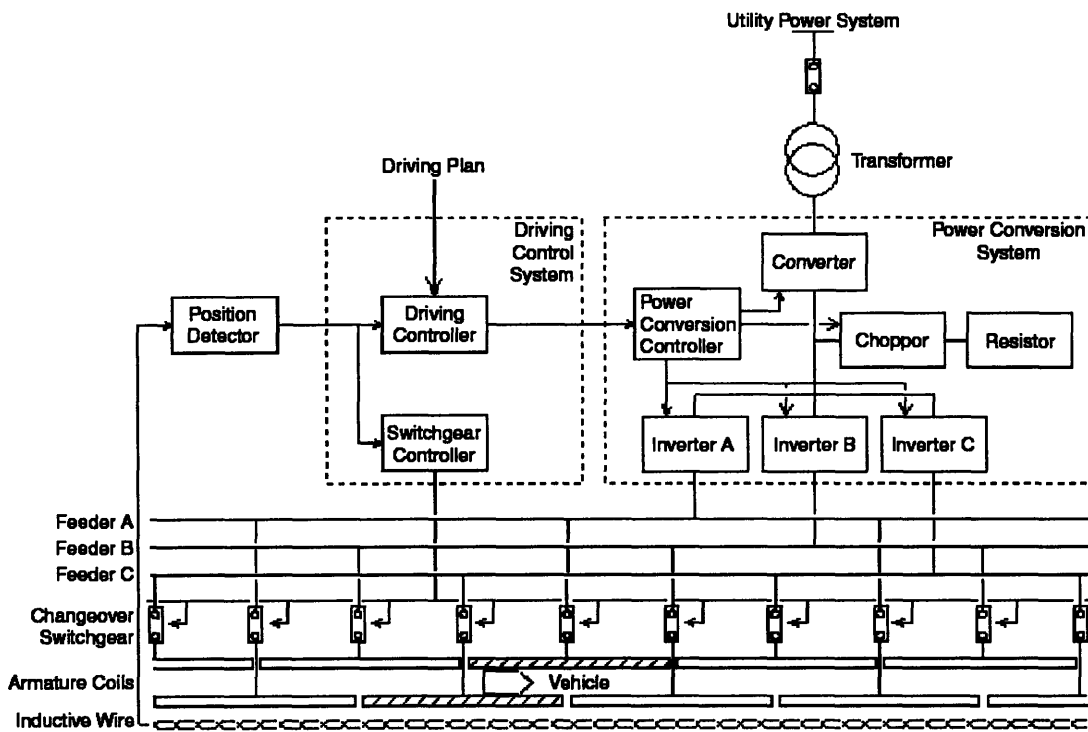 Utility Power System
Transformer
Driving Plan
Driving
Control
System
Power Conversion
System
Converter
Position
Detector
Driving
Controller
Power
Conversion
Controller
Choppor
Resistor
Switchgear
Controller
Inverter A
Inverter B
Inverter C
Feeder A
Feeder B
Feeder C
Changeover
Switchgear
Armature Coils
Vehicle
Inductive Wire